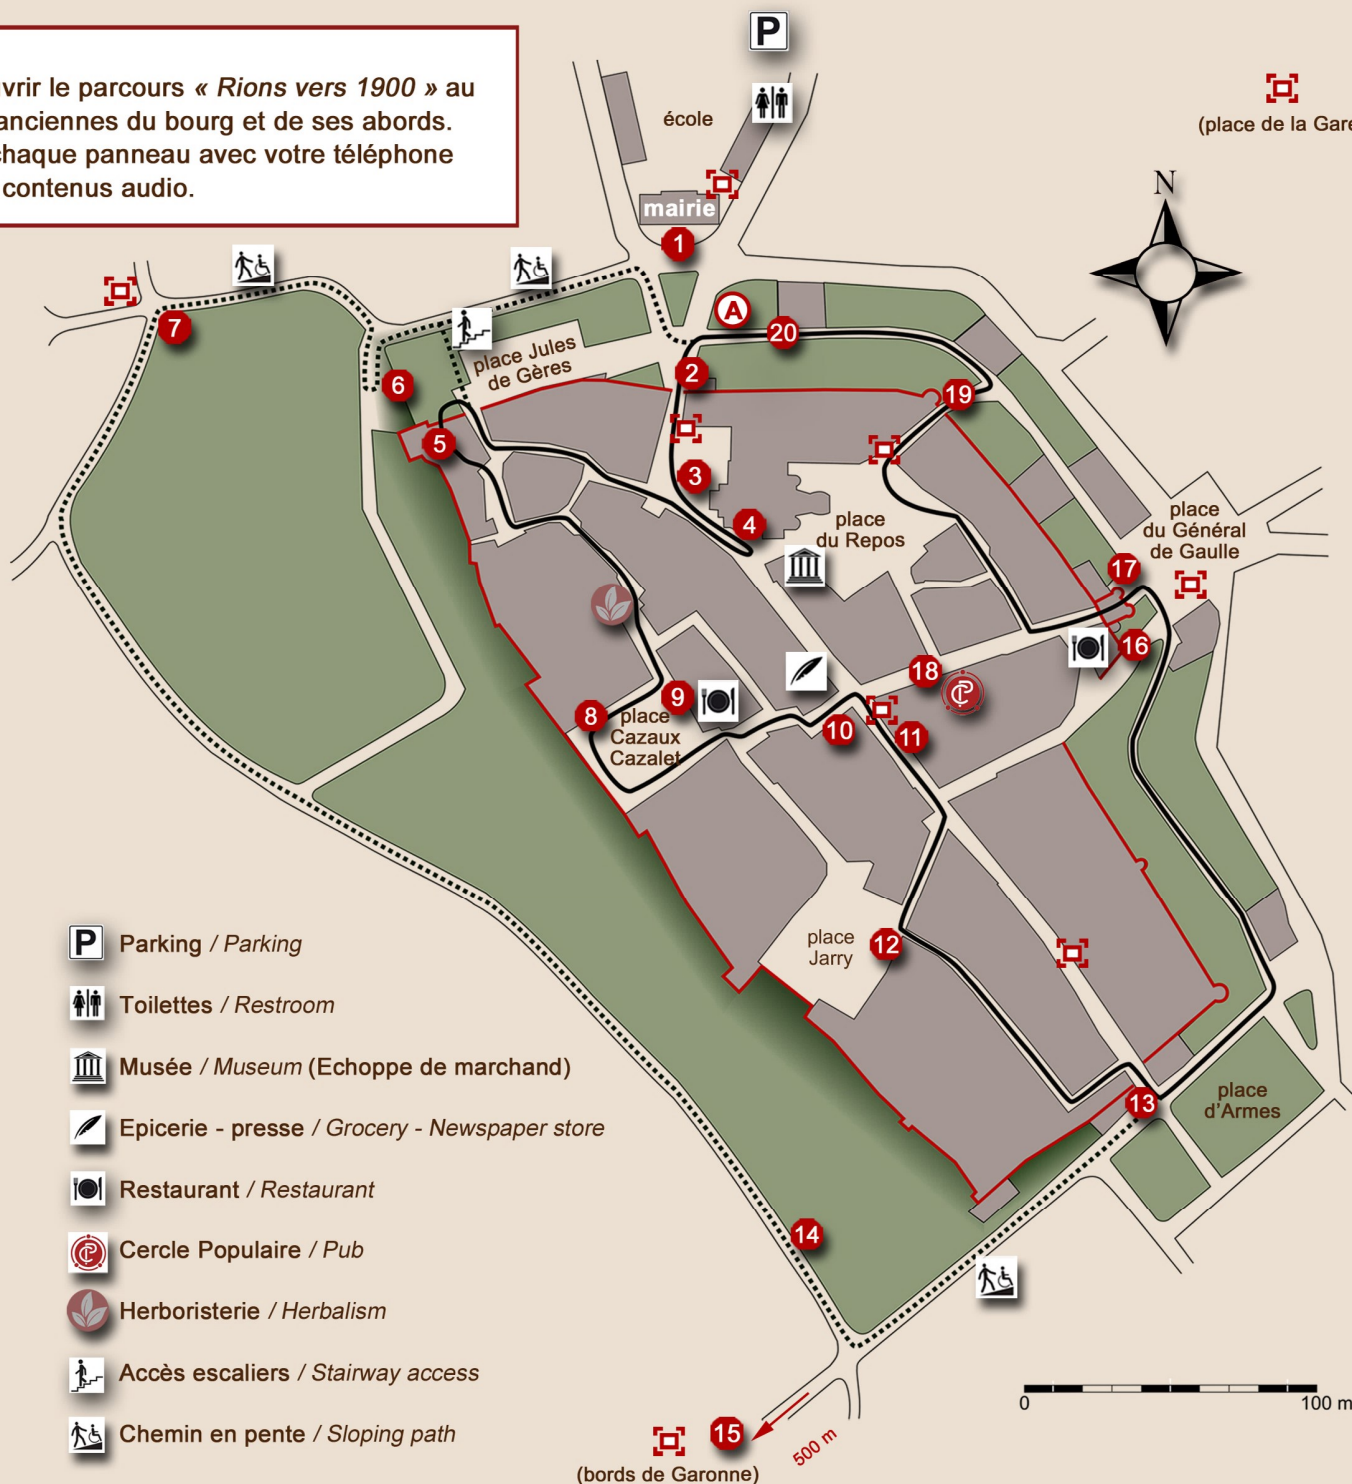 P
vrir le parcours « Rions vers 1900 » au
anciennes du bourg et de ses abords.
chaque panneau avec votre téléphone
contenus audio.
école
(place de la Gare
mairie
N
1
A
7
20
place Jules
de Gères
2
6
19
5
3
4
place
du Repos
place
du Général
de Gaulle
17
16
18
CP
9
8
place
Cazaux
Cazalet
10
11
12
place
Jarry
13
place
d'Armes
14
P Parking / Parking
Toilettes / Restroom
Musée / Museum (Echoppe de marchand)
Epicerie - presse / Grocery - Newspaper store
Restaurant / Restaurant
CP Cercle Populaire / Pub
Herboristerie / Herbalism
Accès escaliers / Stairway access
Chemin en pente / Sloping path
15
500 m
(bords de Garonne)
0 100 m